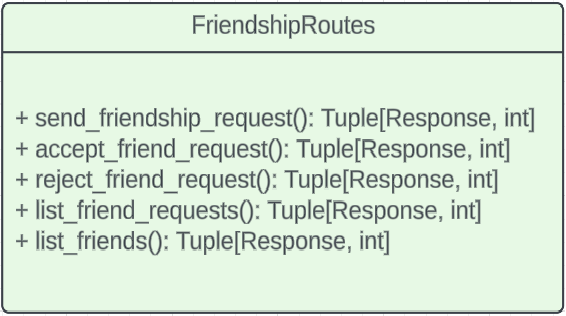 FriendshipRoutes
+ send_friendship_request(): Tuple[Response, int]
+ accept_friend_request(): Tuple[Response, int]
+ reject_friend_request(): Tuple[Response, int]
+ list_friend_requests(): Tuple[Response, int]
+ list_friends(): Tuple[Response, int]